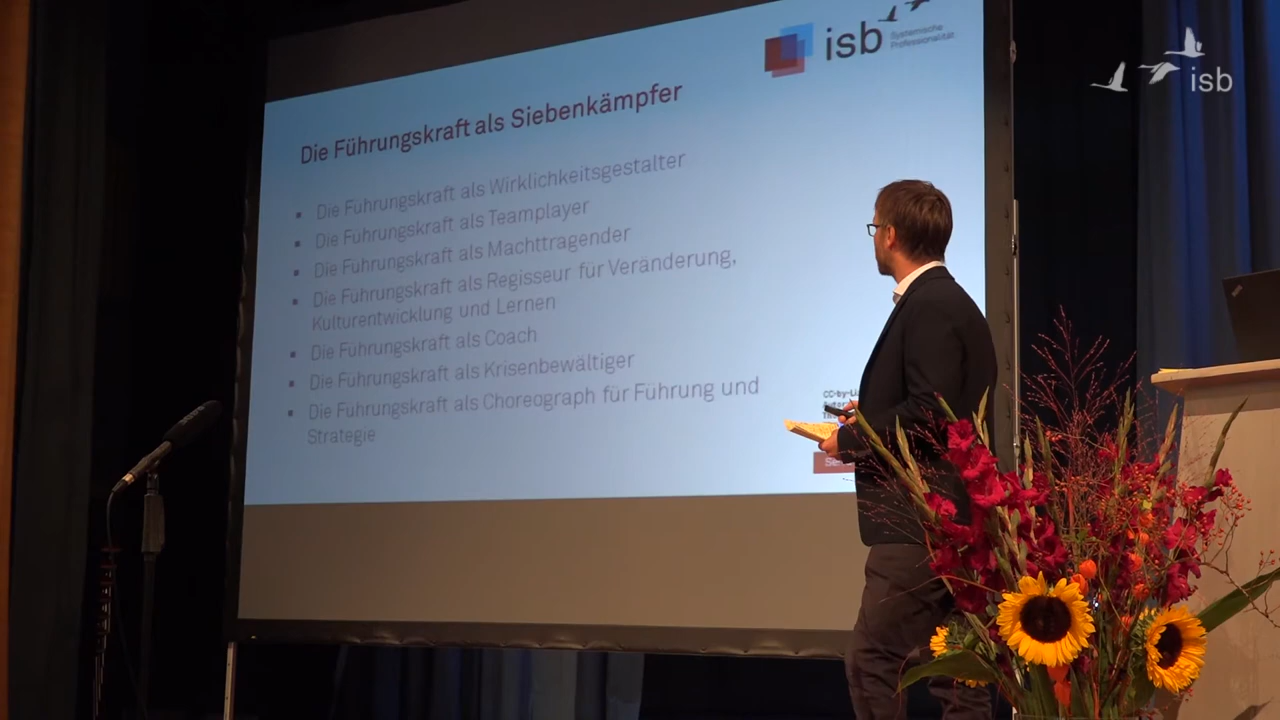 isb
Systemische
Professionalität
isb
Die Führungskraft als Siebenkämpfer
▪ Die Führungskraft als Wirklichkeitsgestalter
▪ Die Führungskraft als Teamplayer
▪ Die Führungskraft als Machttragender
▪ Die Führungskraft als Regisseur für Veränderung,
Kulturentwicklung und Lernen
▪ Die Führungskraft als Coach
▪ Die Führungskraft als Krisenbewältiger
▪ Die Führungskraft als Choreograph für Führung und
Strategie